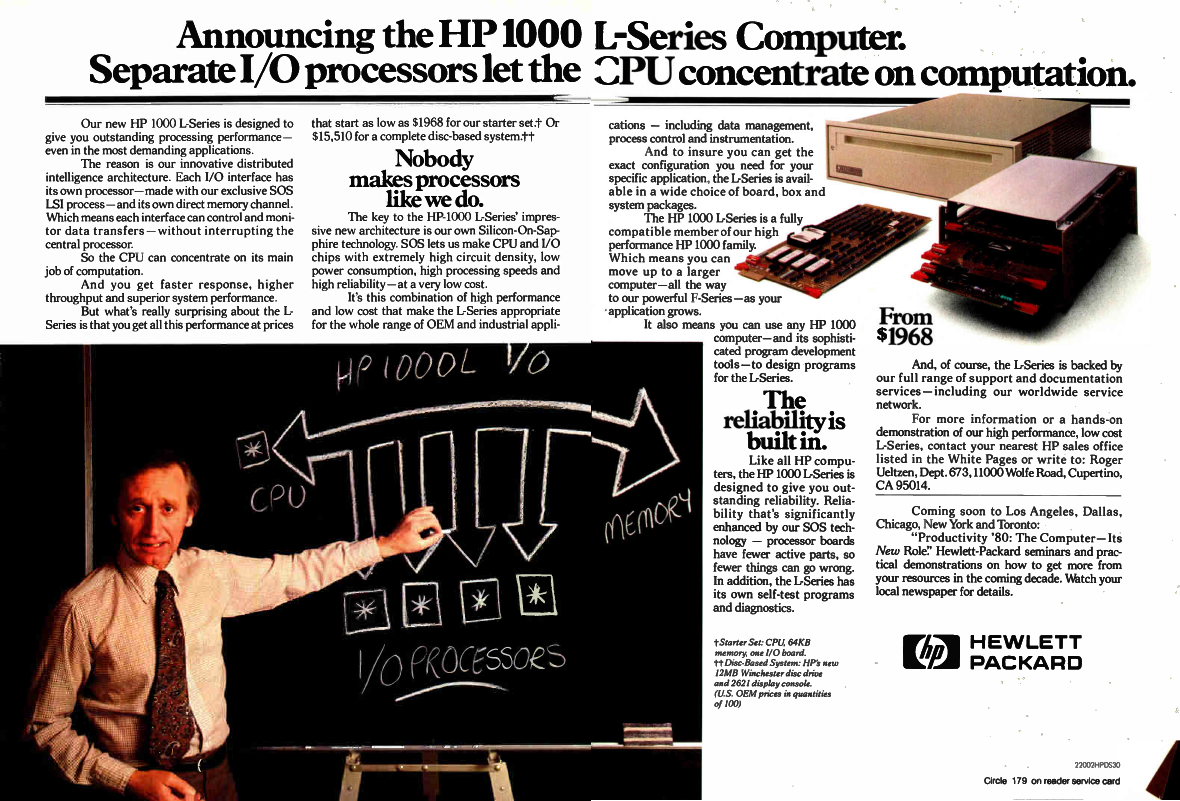 Announcing the HP 1000 L-Series Computer.
Separate I/O processors let the CPU concentrate on computation.
Our new HP 1000 L-Series is designed to
give you outstanding processing performance—
even in the most demanding applications.
The reason is our innovative distributed
intelligence architecture. Each I/O interface has
its own processor—made with our exclusive SOS
LSI process—and its own direct memory channel.
Which means each interface can control and moni-
tor data transfers—without interrupting the
central processor.
So the CPU can concentrate on its main
job of computation.
And you get faster response, higher
throughput and superior system performance.
But what's really surprising about the L-
Series is that you get all this performance at prices
that start as low as $1968 for our starter set.† Or
$15,510 for a complete disc-based system.††
Nobody
makes processors
like we do.
The key to the HP-1000 L-Series' impres-
sive new architecture is our own Silicon-On-Sap-
phire technology. SOS lets us make CPU and I/O
chips with extremely high circuit density, low
power consumption, high processing speeds and
high reliability—at a very low cost.
It's this combination of high performance
and low cost that make the L-Series appropriate
for the whole range of OEM and industrial appli-
cations — including data management,
process control and instrumentation.
And to insure you can get the
exact configuration you need for your
specific application, the L-Series is avail-
able in a wide choice of board, box and
system packages.
The HP 1000 L-Series is a fully
compatible member of our high
performance HP 1000 family.
Which means you can
move up to a larger
computer—all the way
to our powerful F-Series—as your
application grows.
It also means you can use any HP 1000
computer—and its sophisti-
cated program development
tools—to design programs
for the L-Series.
The
reliability is
built in.
Like all HP compu-
ters, the HP 1000 L-Series is
designed to give you out-
standing reliability. Relia-
bility that's significantly
enhanced by our SOS tech-
nology — processor boards
have fewer active parts, so
fewer things can go wrong.
In addition, the L-Series has
its own self-test programs
and diagnostics.
†Starter Set: CPU, 64KB
memory, one I/O board.
††Disc-Based System: HP's new
12MB Winchester disc drive
and 2621 display console.
(U.S. OEM prices in quantities
of 100)
From
$1968
And, of course, the L-Series is backed by
our full range of support and documentation
services—including our worldwide service
network.
For more information or a hands-on
demonstration of our high performance, low cost
L-Series, contact your nearest HP sales office
listed in the White Pages or write to: Roger
Ueltzen, Dept. 673, 11000 Wolfe Road, Cupertino,
CA 95014.
Coming soon to Los Angeles, Dallas,
Chicago, New York and Toronto:
"Productivity '80: The Computer—Its
New Role." Hewlett-Packard seminars and prac-
tical demonstrations on how to get more from
your resources in the coming decade. Watch your
local newspaper for details.
hp HEWLETT
PACKARD
22002HPDS30
Circle 179 on reader service card
HP 1000L I/O
CPU
MEMORY
I/O PROCESSORS